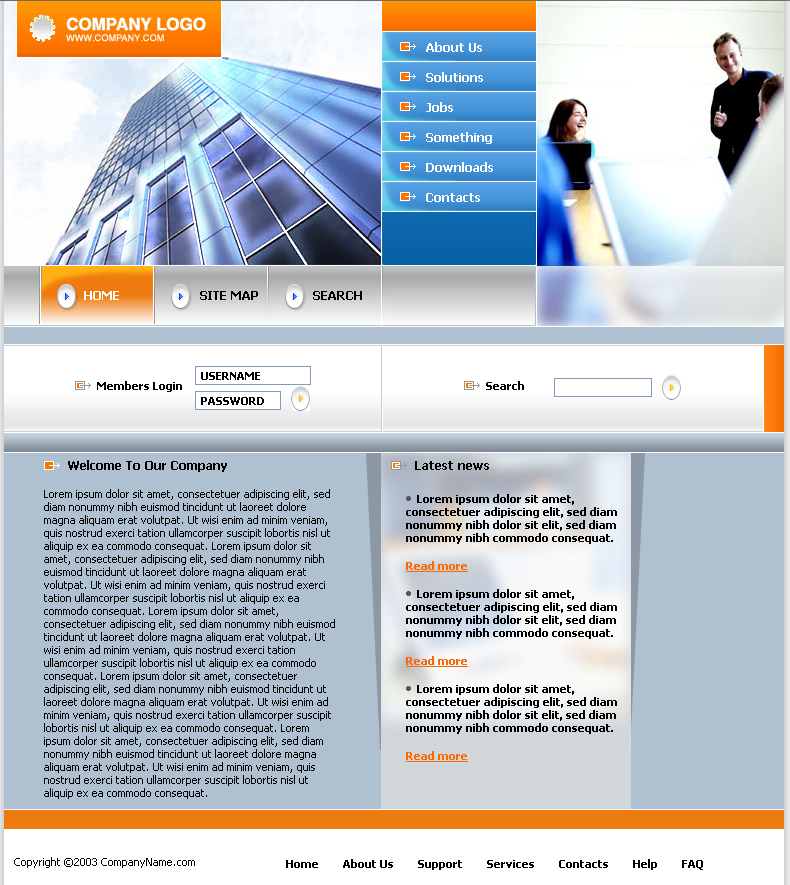 COMPANY LOGO
WWW.COMPANY.COM
About Us
Solutions
Jobs
Something
Downloads
Contacts
HOME
SITE MAP
SEARCH
Members Login
USERNAME
PASSWORD
Search
Welcome To Our Company
Lorem ipsum dolor sit amet, consectetuer adipiscing elit, sed
diam nonummy nibh euismod tincidunt ut laoreet dolore
magna aliquam erat volutpat. Ut wisi enim ad minim veniam,
quis nostrud exerci tation ullamcorper suscipit lobortis nisl ut
aliquip ex ea commodo consequat. Lorem ipsum dolor sit
amet, consectetuer adipiscing elit, sed diam nonummy nibh
euismod tincidunt ut laoreet dolore magna aliquam erat
volutpat. Ut wisi enim ad minim veniam, quis nostrud exerci
tation ullamcorper suscipit lobortis nisl ut aliquip ex ea
commodo consequat. Lorem ipsum dolor sit amet,
consectetuer adipiscing elit, sed diam nonummy nibh euismod
tincidunt ut laoreet dolore magna aliquam erat volutpat. Ut
wisi enim ad minim veniam, quis nostrud exerci tation
ullamcorper suscipit lobortis nisl ut aliquip ex ea commodo
consequat. Lorem ipsum dolor sit amet, consectetuer
adipiscing elit, sed diam nonummy nibh euismod tincidunt ut
laoreet dolore magna aliquam erat volutpat. Ut wisi enim ad
minim veniam, quis nostrud exerci tation ullamcorper suscipit
lobortis nisl ut aliquip ex ea commodo consequat. Lorem
ipsum dolor sit amet, consectetuer adipiscing elit, sed diam
nonummy nibh euismod tincidunt ut laoreet dolore magna
aliquam erat volutpat. Ut wisi enim ad minim veniam, quis
nostrud exerci tation ullamcorper suscipit lobortis nisl ut
aliquip ex ea commodo consequat.
Latest news
• Lorem ipsum dolor sit amet,
consectetuer adipiscing elit, sed diam
nonummy nibh dolor sit elit, sed diam
nonummy nibh commodo consequat.
Read more
• Lorem ipsum dolor sit amet,
consectetuer adipiscing elit, sed diam
nonummy nibh dolor sit elit, sed diam
nonummy nibh commodo consequat.
Read more
• Lorem ipsum dolor sit amet,
consectetuer adipiscing elit, sed diam
nonummy nibh dolor sit elit, sed diam
nonummy nibh commodo consequat.
Read more
Copyright ©2003 CompanyName.com
Home About Us Support Services Contacts Help FAQ